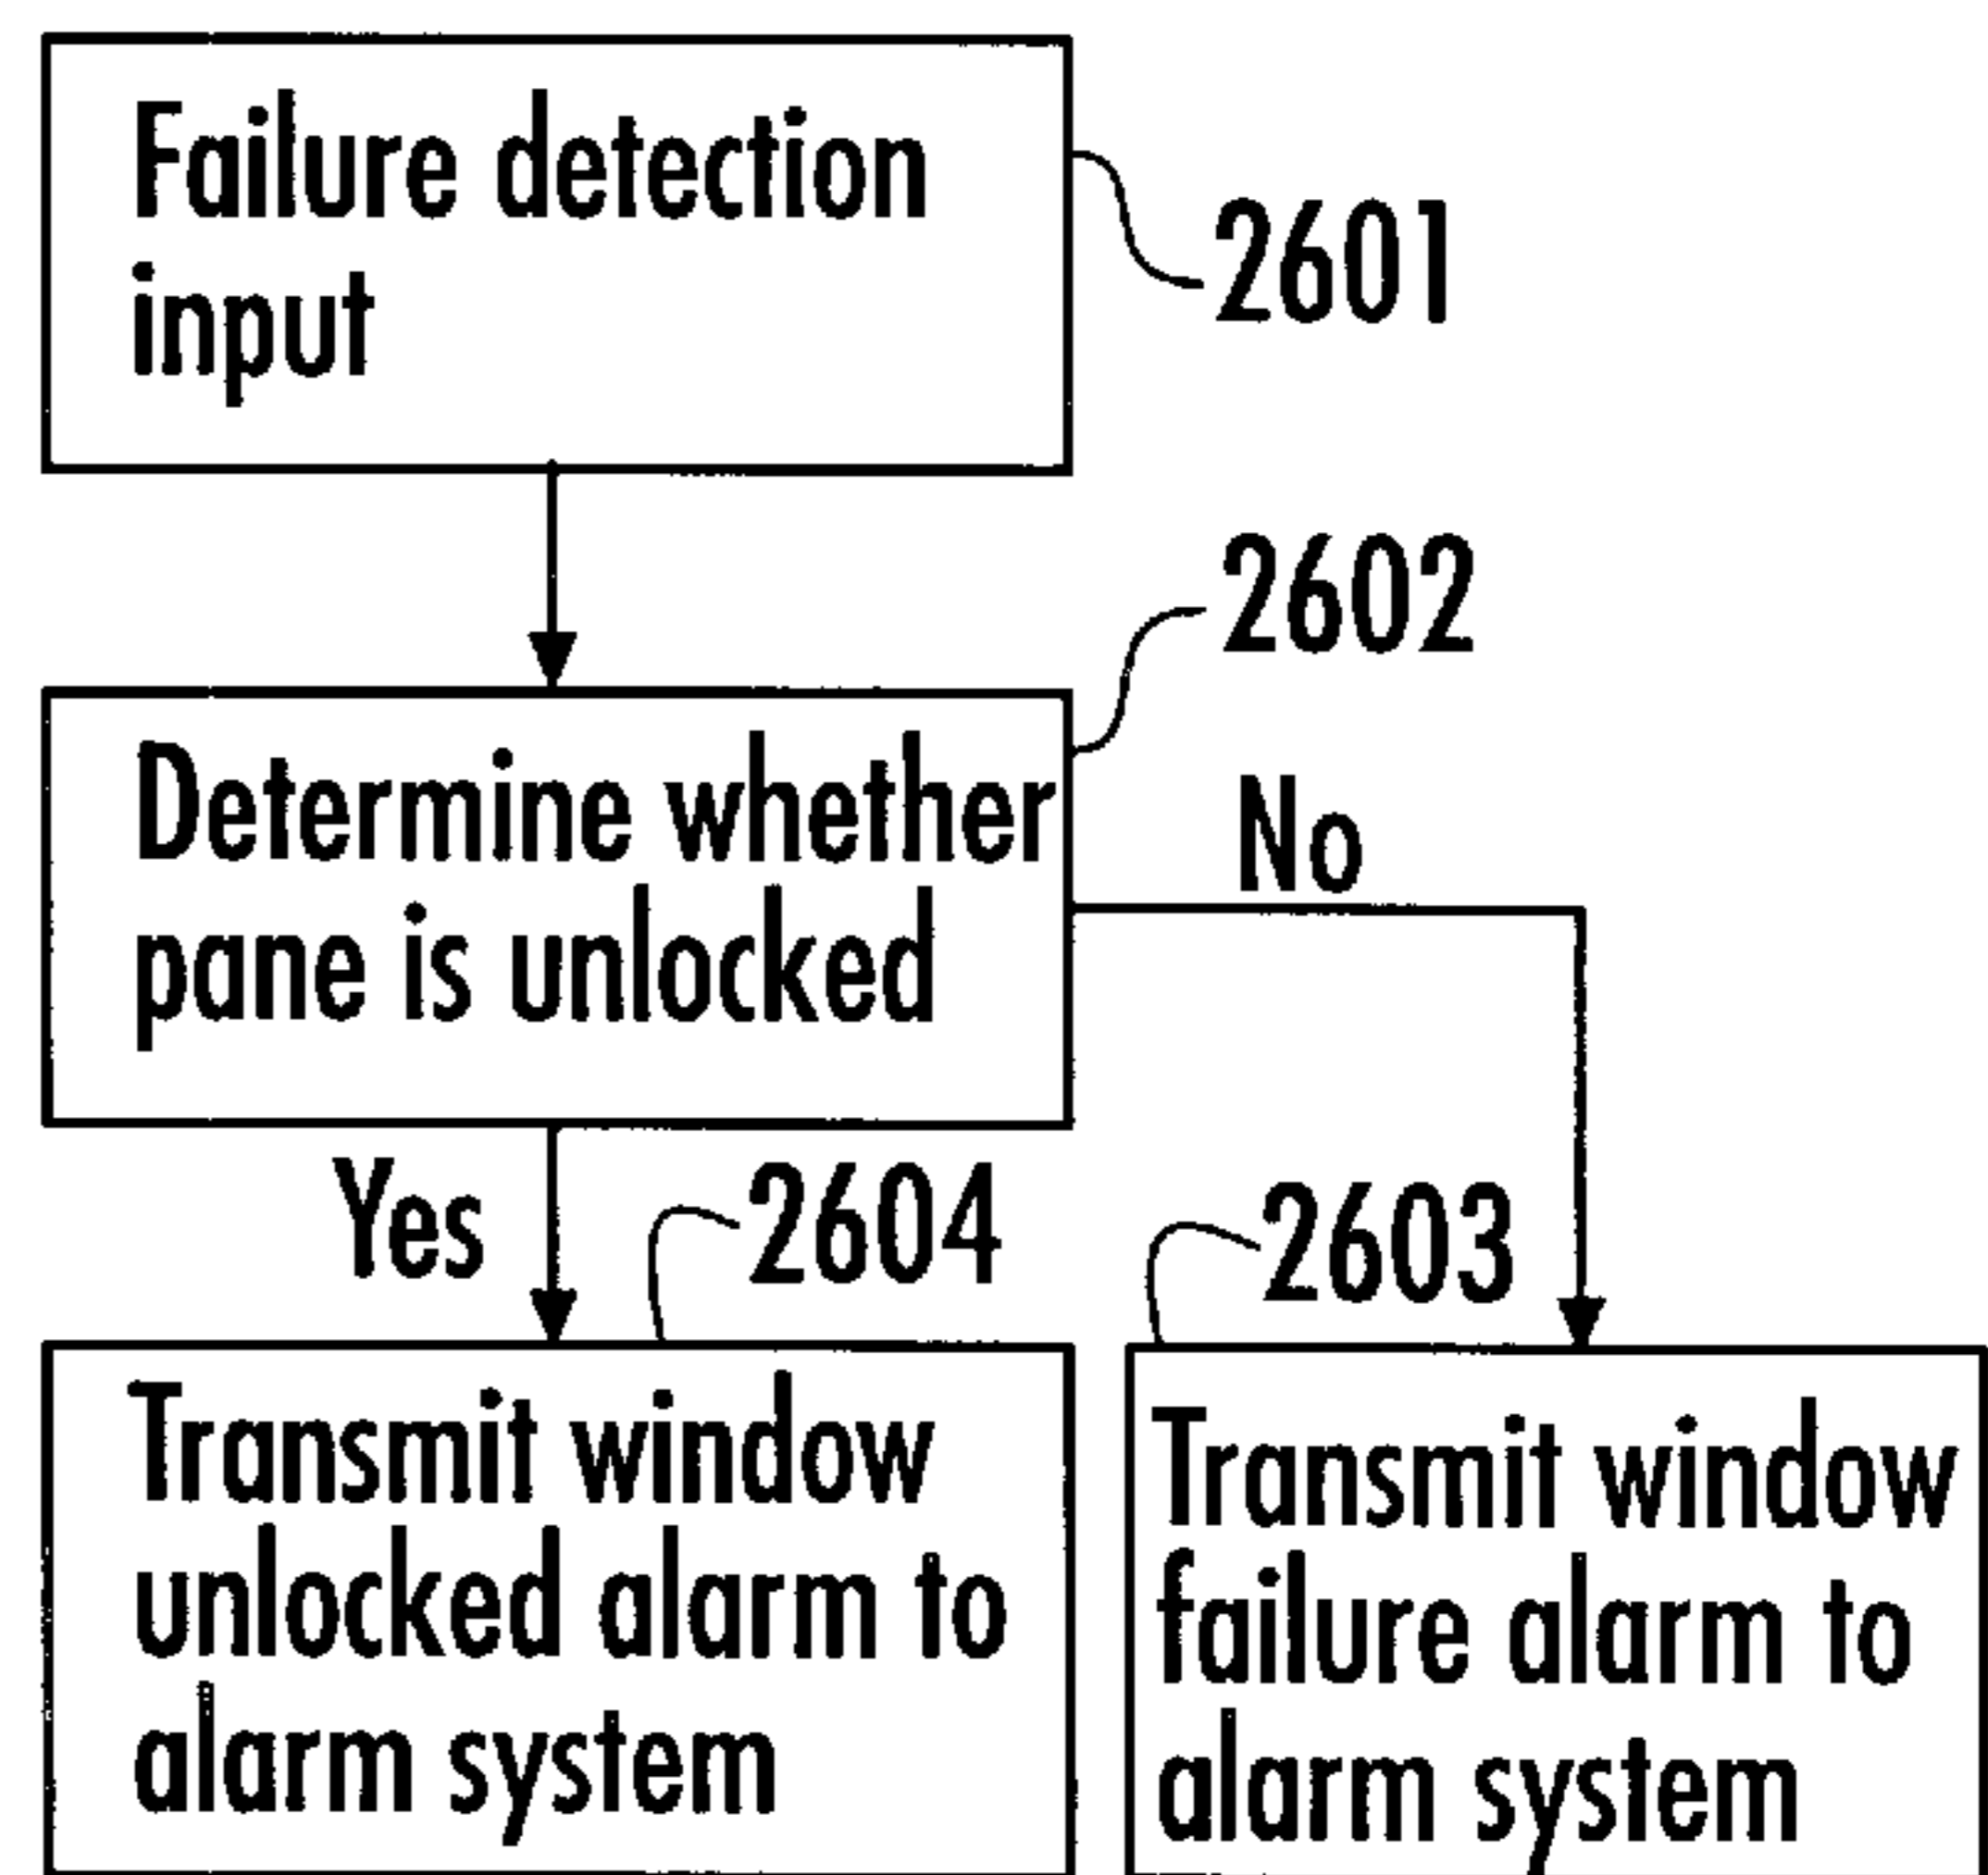 Failure detection
input
2601
2602
Determine whether
pane is unlocked
No
Yes
2604
2603
Transmit window
unlocked alarm to
alarm system
Transmit window
failure alarm to
alarm system